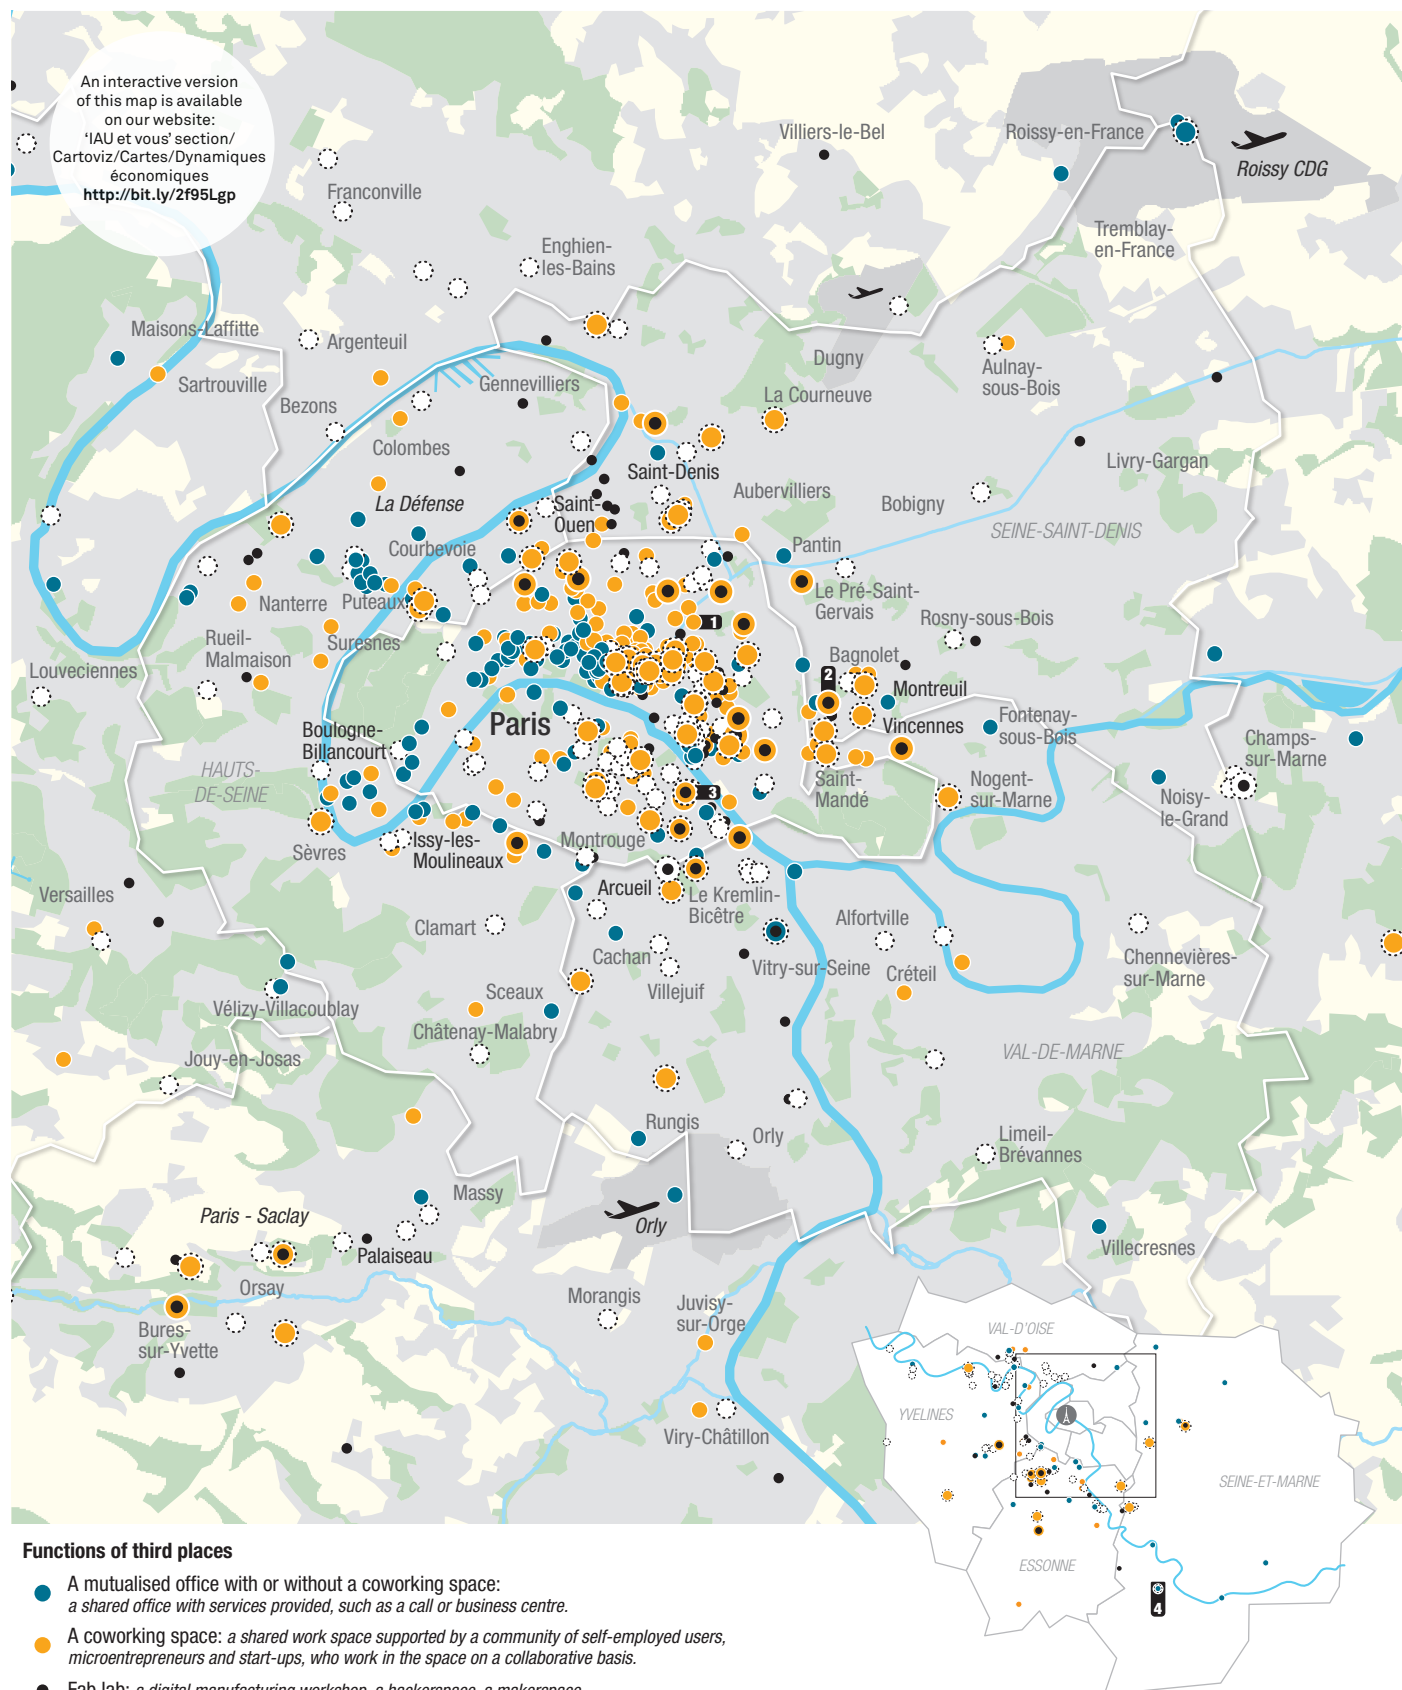 An interactive version
of this map is available
on our website:
‘IAU et vous’ section/
Cartoviz/Cartes/Dynamiques
économiques
http://bit.ly/2f95Lgp
Villiers-le-Bel
Roissy-en-France
Roissy CDG
Franconville
Tremblay-
en-France
Enghien-
les-Bains
Maisons-Laffitte
Argenteuil
Dugny
Aulnay-
sous-Bois
Sartrouville
Gennevilliers
La Courneuve
Bezons
Colombes
Livry-Gargan
Saint-Denis
Aubervilliers
Bobigny
La Défense
Saint-
Ouen
SEINE-SAINT-DENIS
Courbevoie
Pantin
Nanterre
Puteaux
Le Pré-Saint-
Gervais
1
Rosny-sous-Bois
Rueil-
Malmaison
Suresnes
Bagnolet
Louveciennes
2
Montreuil
Paris
Vincennes
Fontenay-
sous-Bois
Boulogne-
Billancourt
Champs-
sur-Marne
HAUTS-
DE-SEINE
Saint-
Mandé
Nogent-
sur-Marne
3
Noisy-
le-Grand
Sèvres
Issy-les-
Moulineaux
Montrouge
Versailles
Arcueil
Le Kremlin-
Bicêtre
Clamart
Alfortville
Cachan
Vitry-sur-Seine
Chennevières-
sur-Marne
Créteil
Villejuif
Sceaux
Vélizy-Villacoublay
Châtenay-Malabry
VAL-DE-MARNE
Jouy-en-Josas
Rungis
Orly
Limeil-
Brévannes
Massy
Paris - Saclay
Orly
Palaiseau
Villecresnes
Orsay
Morangis
Juvisy-
sur-Orge
Bures-
sur-Yvette
Viry-Châtillon
VAL-D’OISE
YVELINES
SEINE-ET-MARNE
ESSONNE
4
Functions of third places
A mutualised office with or without a coworking space:
a shared office with services provided, such as a call or business centre.
A coworking space: a shared work space supported by a community of self-employed users,
microentrepreneurs and start-ups, who work in the space on a collaborative basis.
Fab lab: a digital manufacturing workshop, a hackerspace, a makerspace